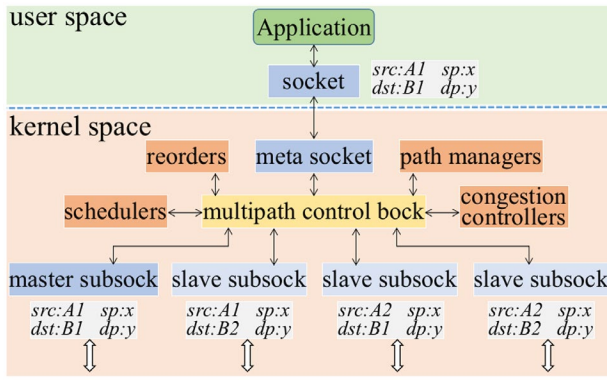 user space
Application
socket
src:A1 sp:x
dst:B1 dp:y
kernel space
reorders
meta socket
path managers
schedulers
multipath control bock
congestion
controllers
master subsock
slave subsock
slave subsock
slave subsock
src:A1 sp:x
dst:B1 dp:y
src:A1 sp:x
dst:B2 dp:y
src:A2 sp:x
dst:B1 dp:y
src:A2 sp:x
dst:B2 dp:y